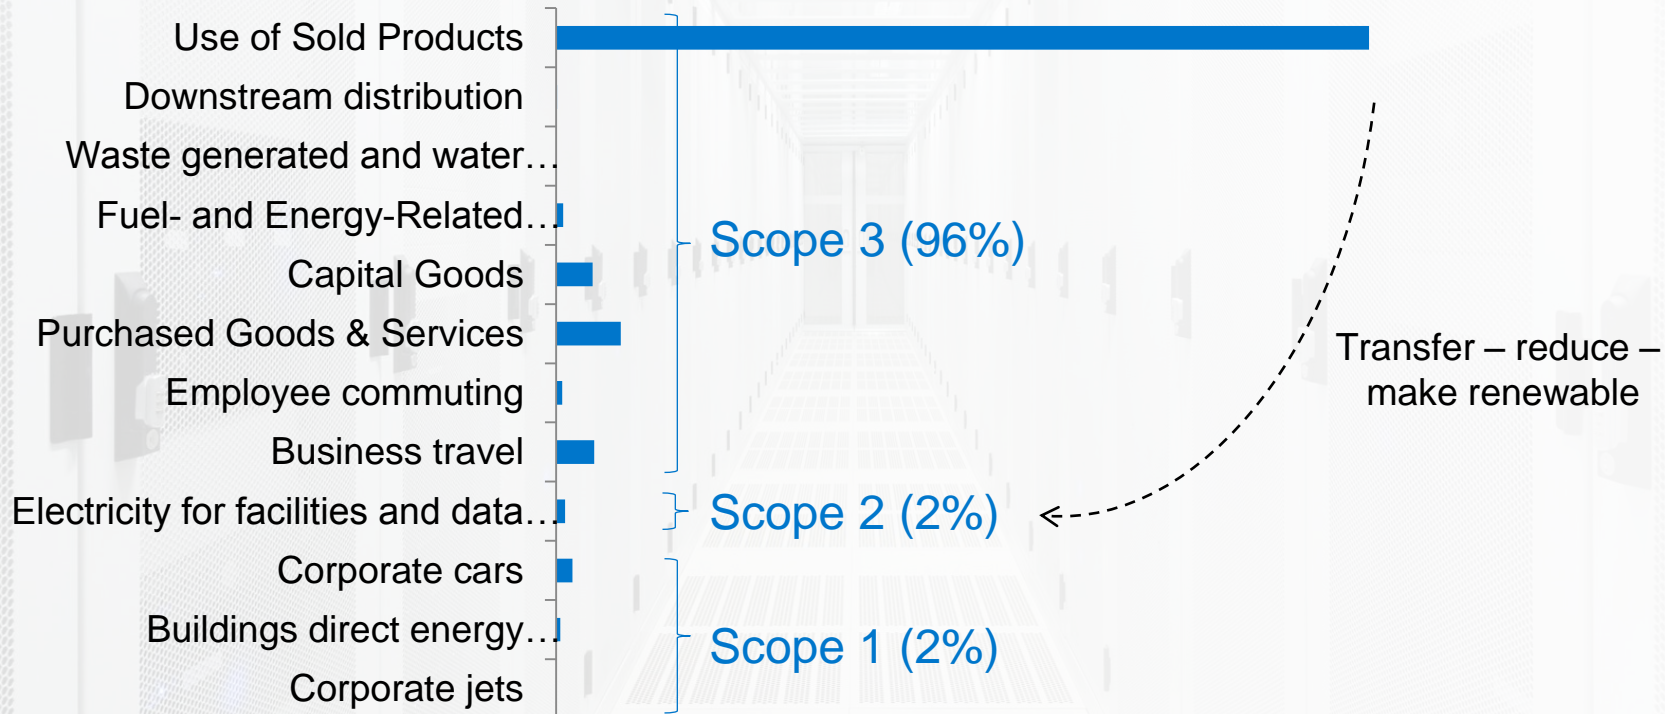 Use of Sold Products
Downstream distribution
Waste generated and water…
Fuel- and Energy-Related…
Capital Goods
Purchased Goods & Services
Employee commuting
Business travel
Electricity for facilities and data…
Corporate cars
Buildings direct energy…
Corporate jets
Scope 3 (96%)
Scope 2 (2%)
Scope 1 (2%)
Transfer – reduce –
make renewable